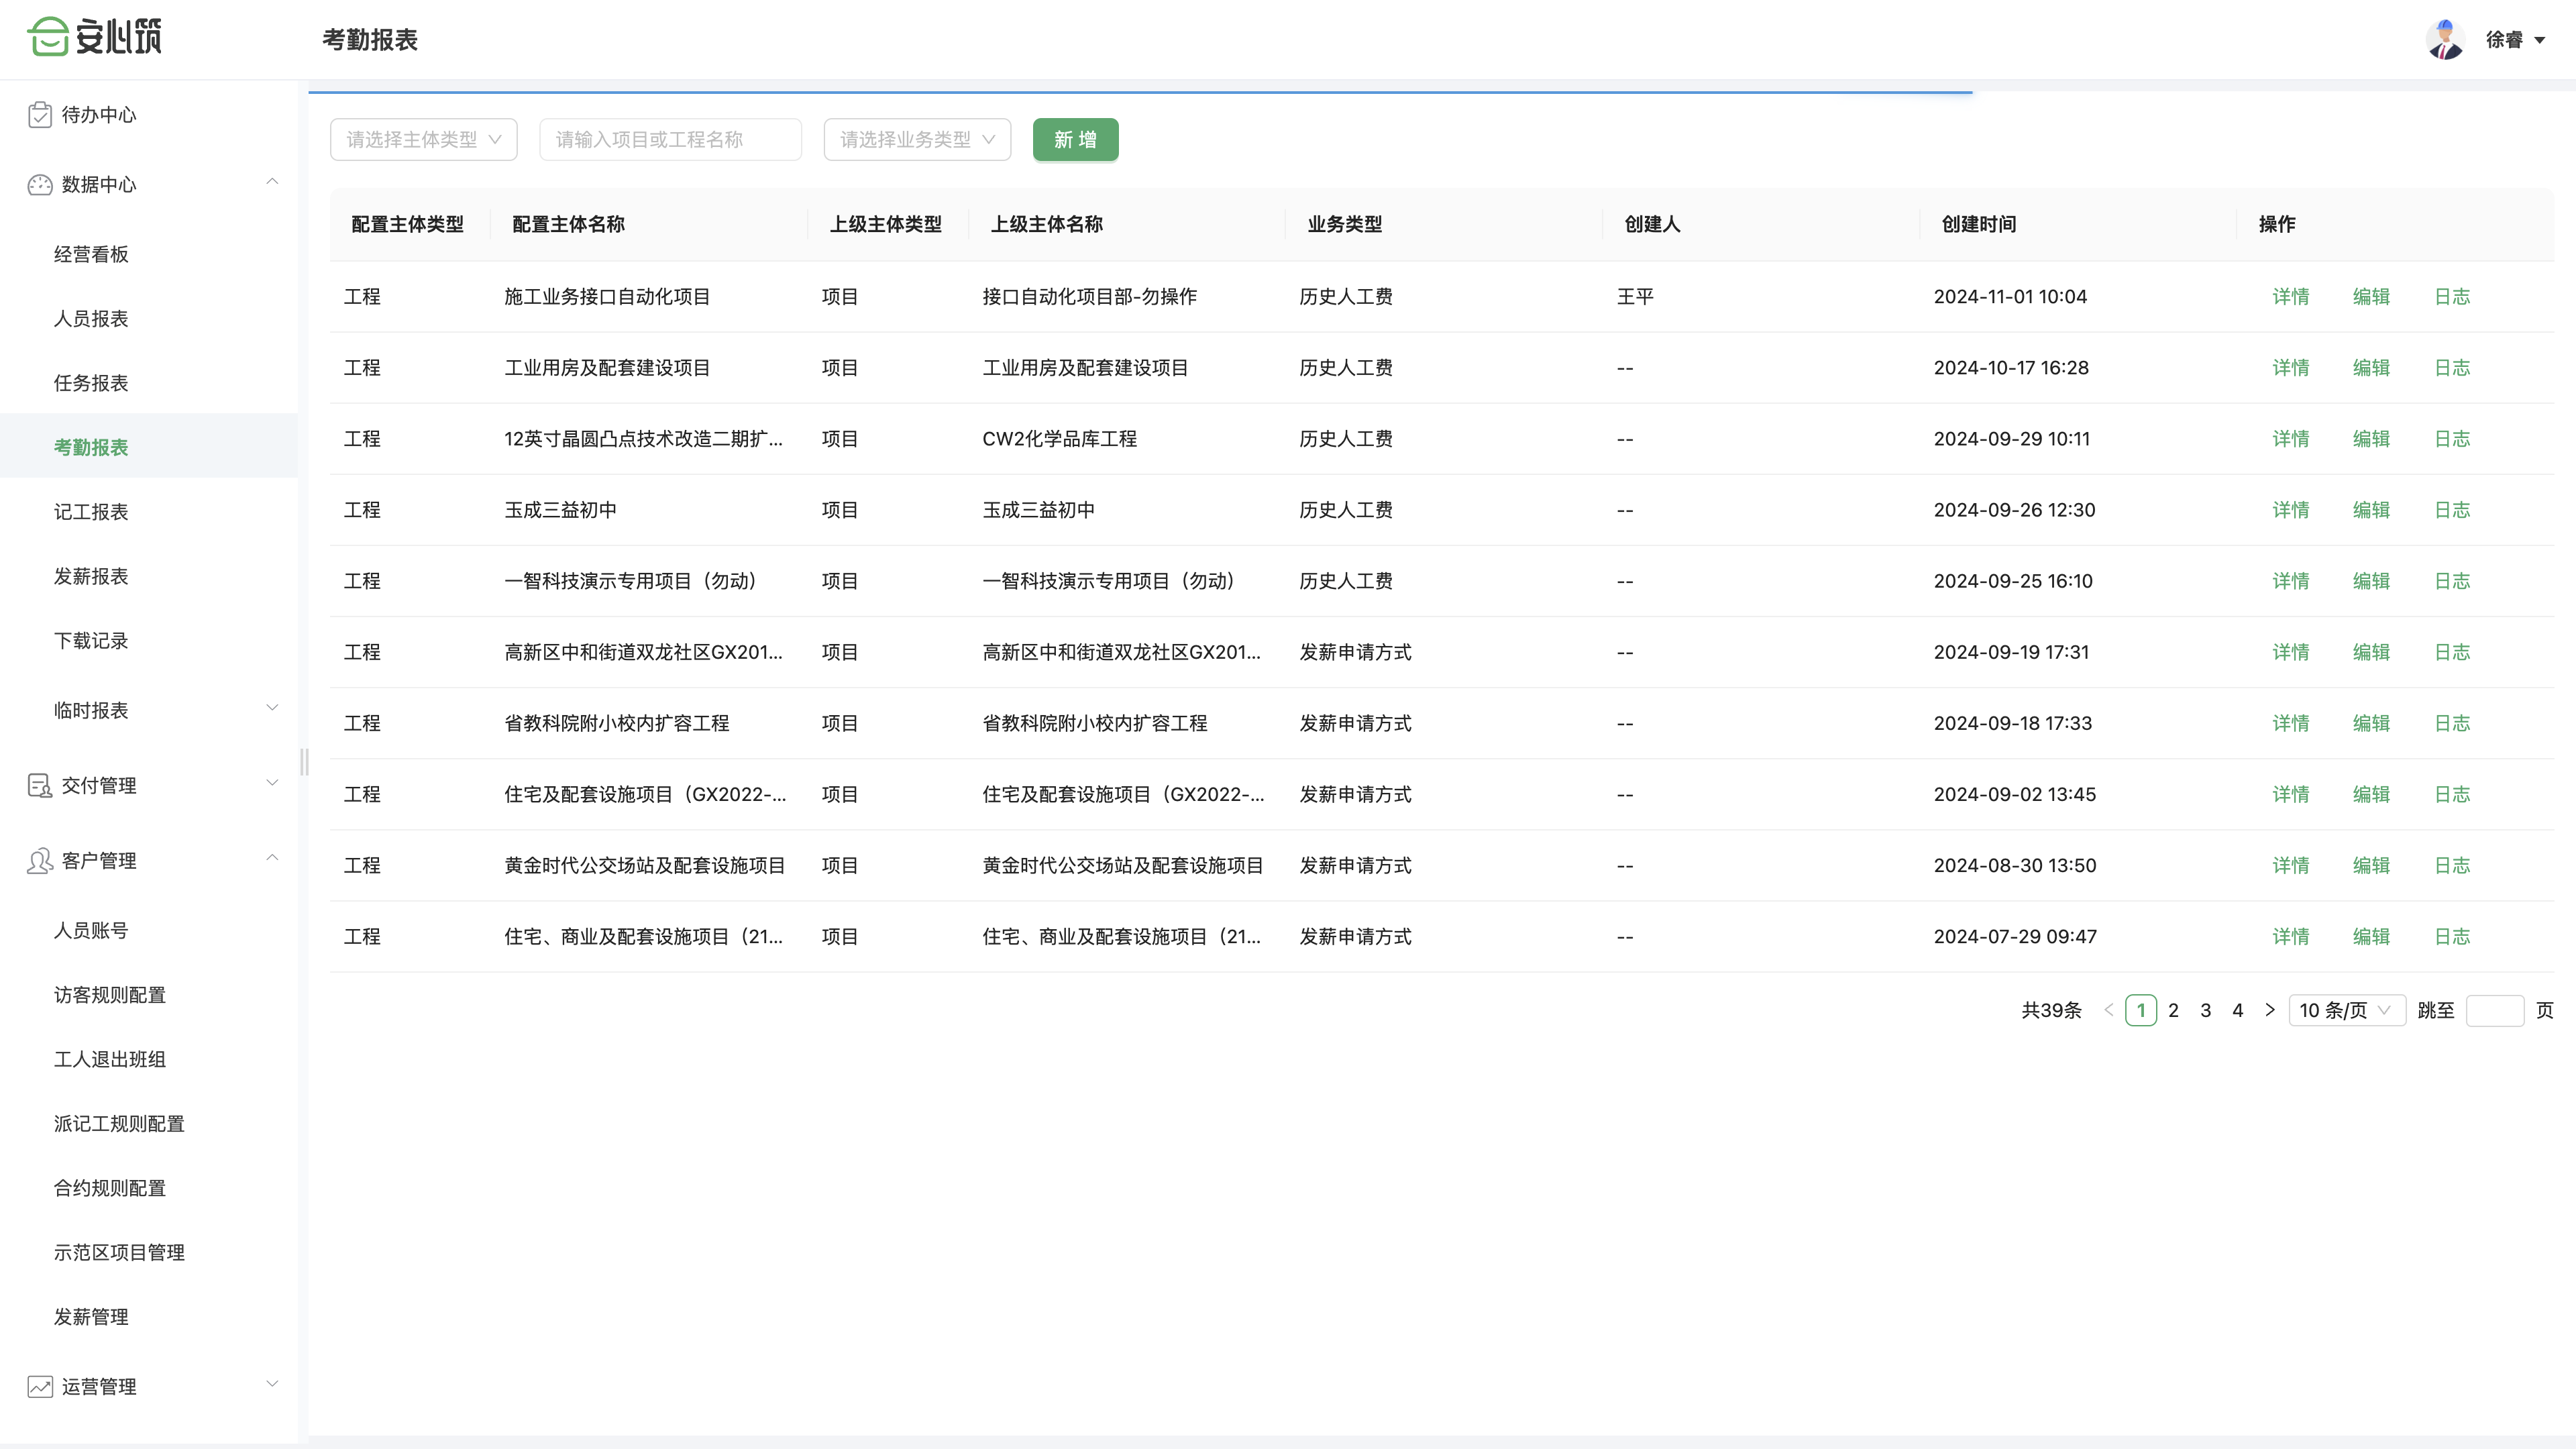 安心筑
考勤报表
徐睿
待办中心
数据中心
经营看板
人员报表
任务报表
考勤报表
记工报表
发薪报表
下载记录
临时报表
交付管理
客户管理
人员账号
访客规则配置
工人退出班组
派记工规则配置
合约规则配置
示范区项目管理
发薪管理
运营管理
请选择主体类型 请输入项目或工程名称 请选择业务类型 新 增
配置主体类型 配置主体名称 上级主体类型 上级主体名称 业务类型 创建人 创建时间 操作
工程 施工业务接口自动化项目 项目 接口自动化项目部-勿操作 历史人工费 王平 2024-11-01 10:04 详情 编辑 日志
工程 工业用房及配套建设项目 项目 工业用房及配套建设项目 历史人工费 -- 2024-10-17 16:28 详情 编辑 日志
工程 12英寸晶圆凸点技术改造二期扩... 项目 CW2化学品库工程 历史人工费 -- 2024-09-29 10:11 详情 编辑 日志
工程 玉成三益初中 项目 玉成三益初中 历史人工费 -- 2024-09-26 12:30 详情 编辑 日志
工程 一智科技演示专用项目（勿动） 项目 一智科技演示专用项目（勿动） 历史人工费 -- 2024-09-25 16:10 详情 编辑 日志
工程 高新区中和街道双龙社区GX201... 项目 高新区中和街道双龙社区GX201... 发薪申请方式 -- 2024-09-19 17:31 详情 编辑 日志
工程 省教科院附小校内扩容工程 项目 省教科院附小校内扩容工程 发薪申请方式 -- 2024-09-18 17:33 详情 编辑 日志
工程 住宅及配套设施项目（GX2022-... 项目 住宅及配套设施项目（GX2022-... 发薪申请方式 -- 2024-09-02 13:45 详情 编辑 日志
工程 黄金时代公交场站及配套设施项目 项目 黄金时代公交场站及配套设施项目 发薪申请方式 -- 2024-08-30 13:50 详情 编辑 日志
工程 住宅、商业及配套设施项目（21... 项目 住宅、商业及配套设施项目（21... 发薪申请方式 -- 2024-07-29 09:47 详情 编辑 日志
共39条 < 1 2 3 4 > 10 条/页 跳至 页